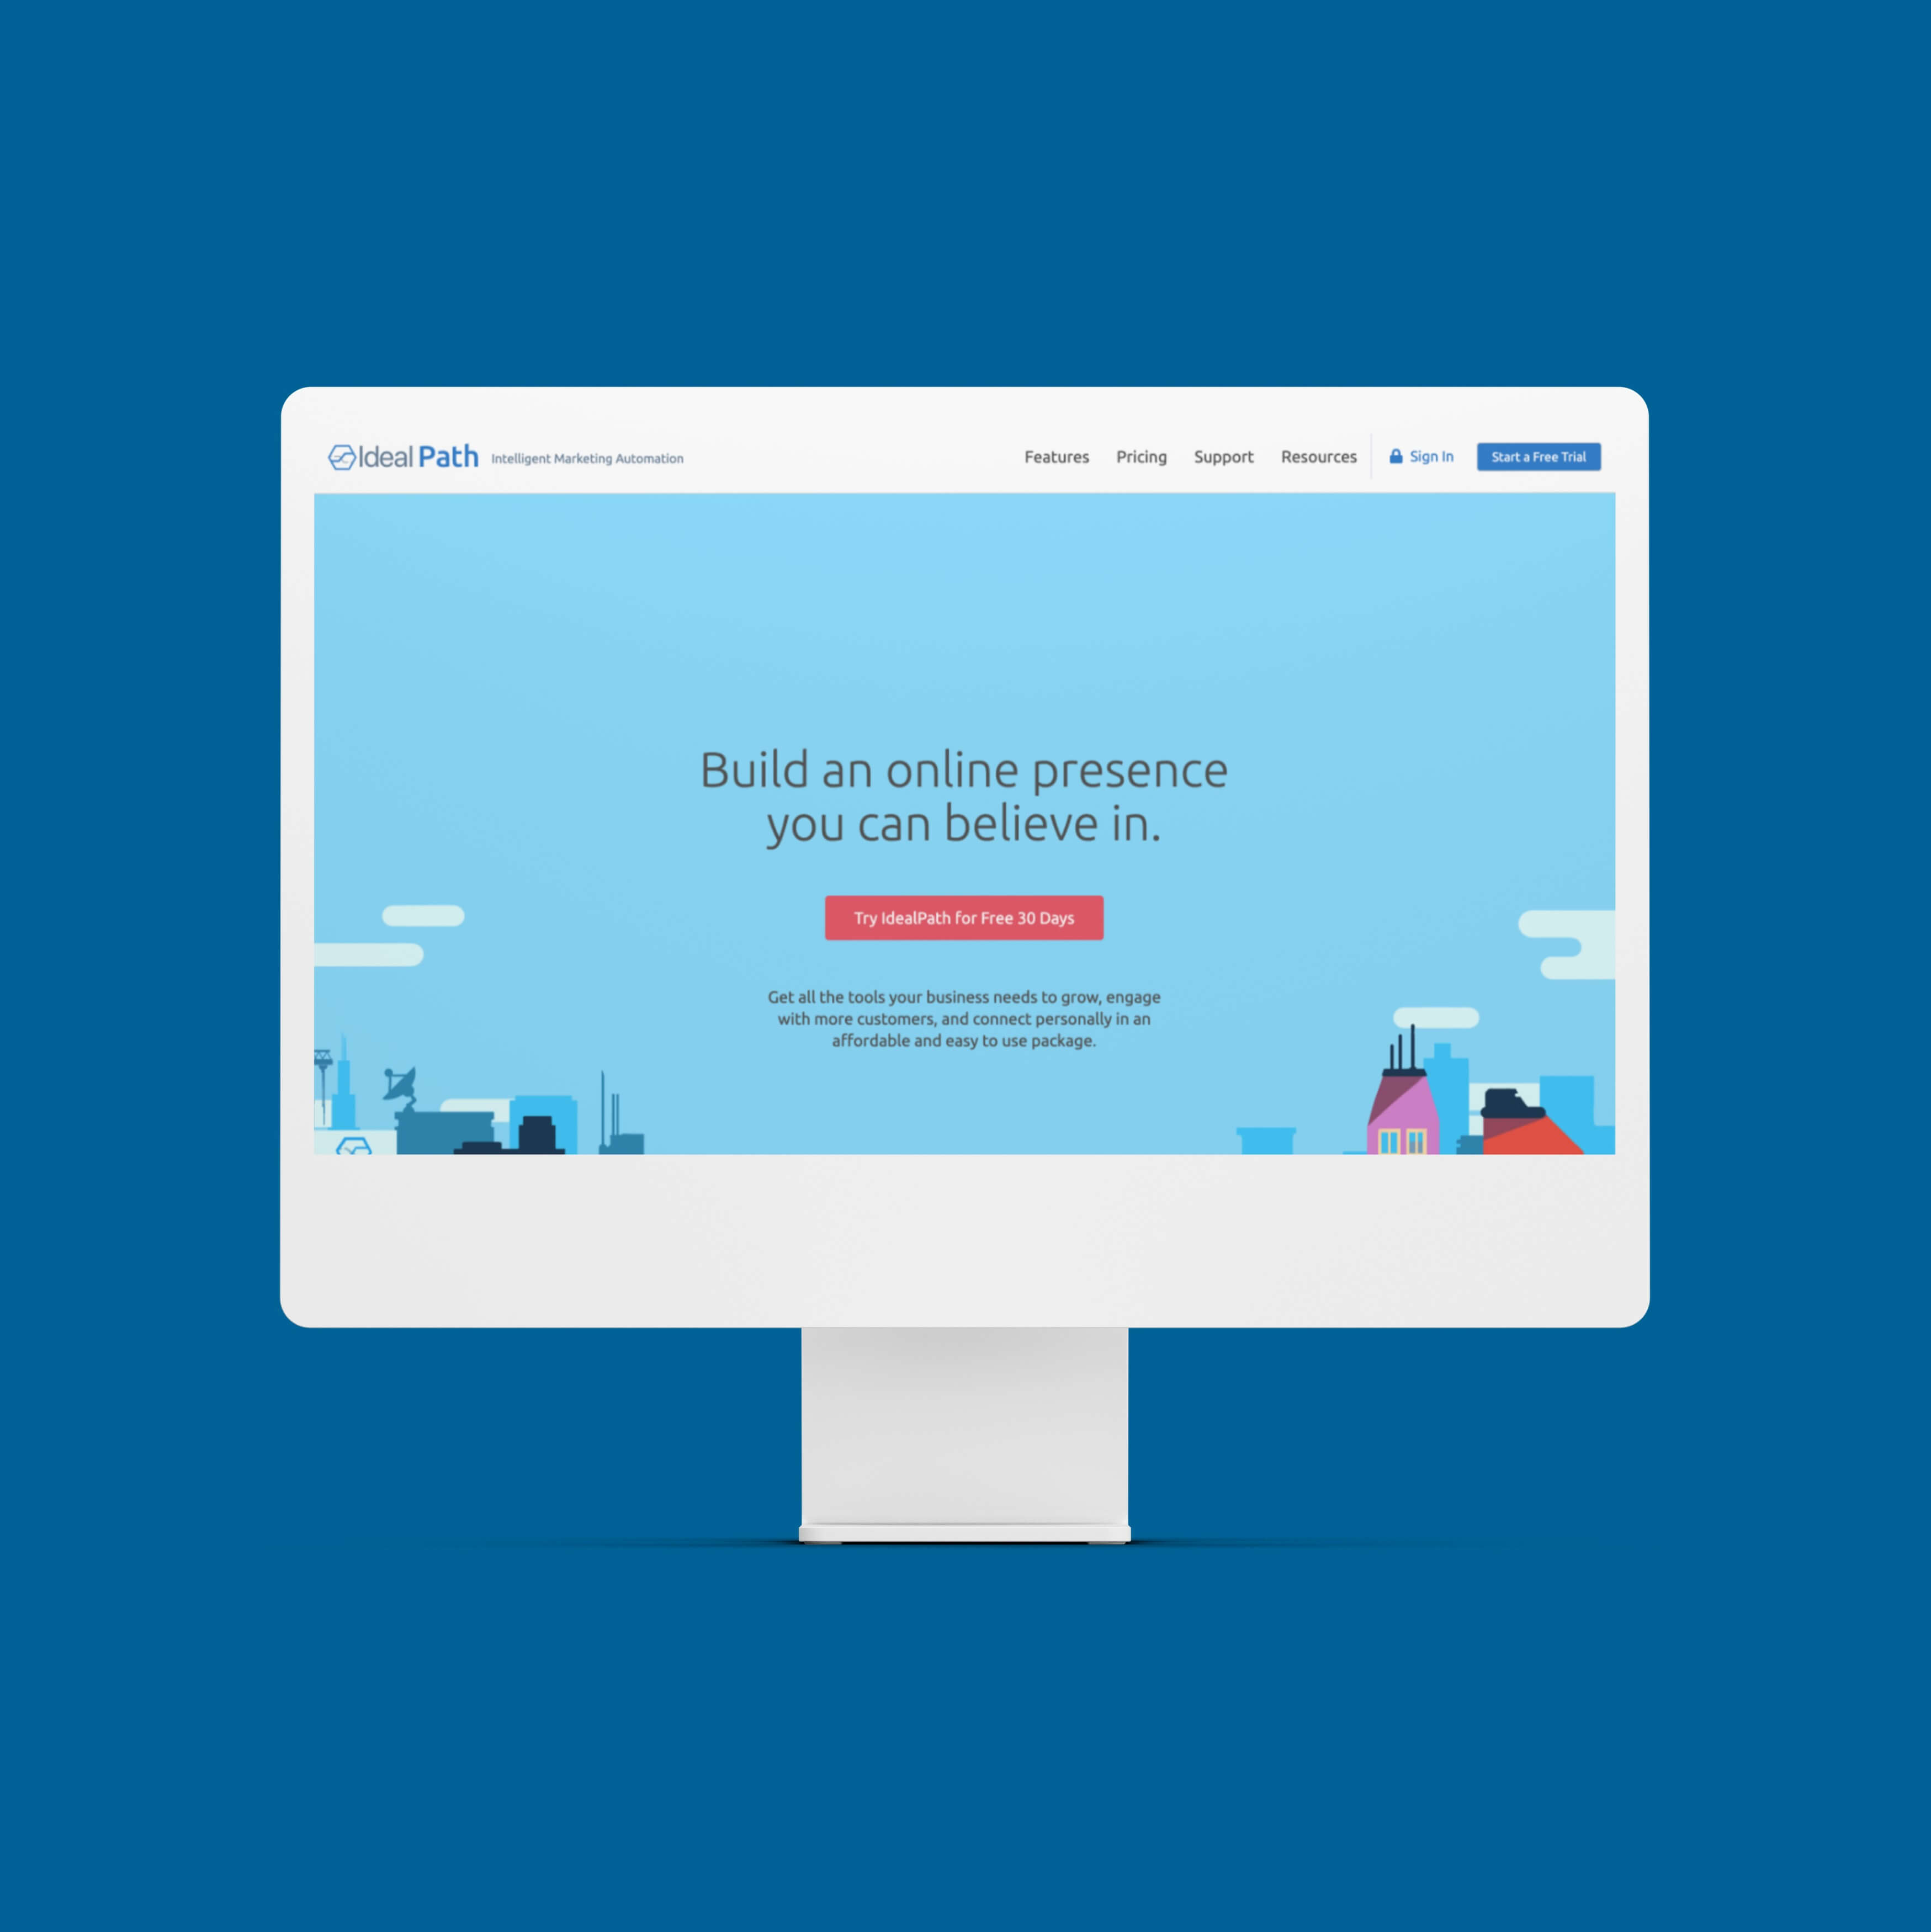 Ideal Path Intelligent Marketing Automation
Features Pricing Support Resources Sign In Start a Free Trial
Build an online presence
you can believe in.
Try IdealPath for Free 30 Days
Get all the tools your business needs to grow, engage
with more customers, and connect personally in an
affordable and easy to use package.